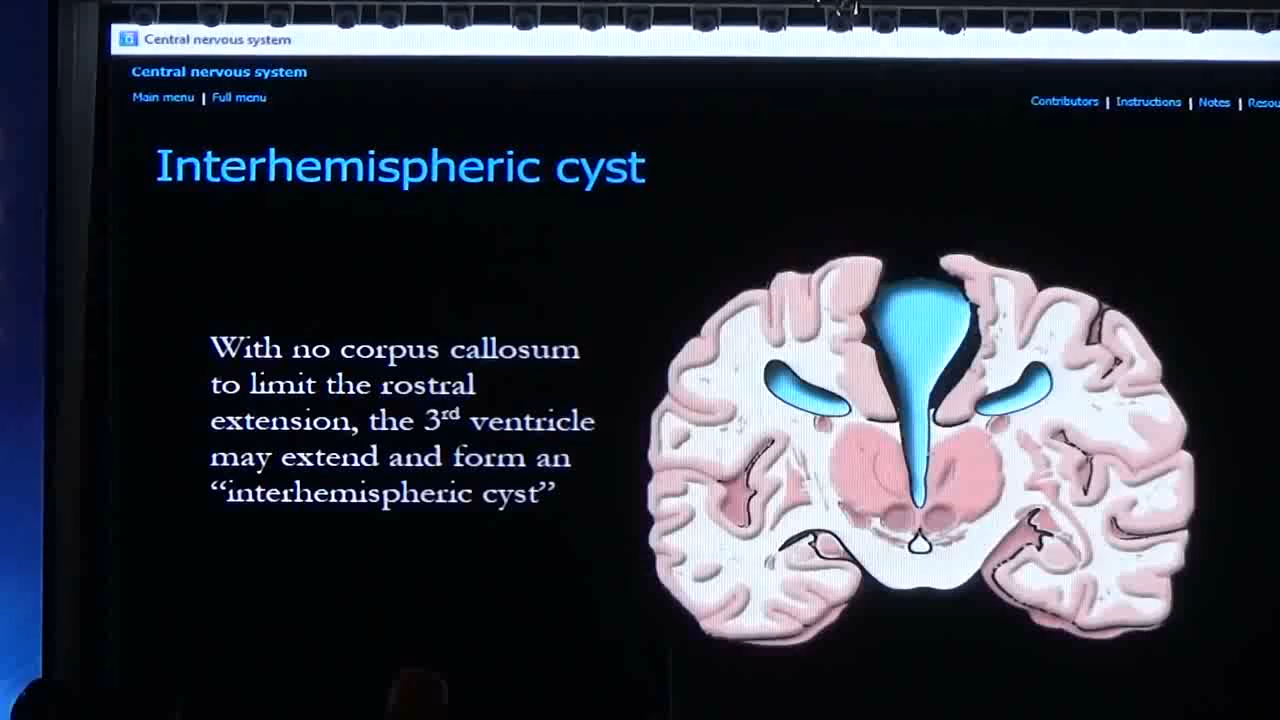 Central nervous system
Central nervous system
Main menu | Full menu
Contributors | Instructions | Notes |
Interhemispheric cyst
With no corpus callosum
to limit the rostral
extension, the 3rd ventricle
may extend and form an
“interhemispheric cyst”